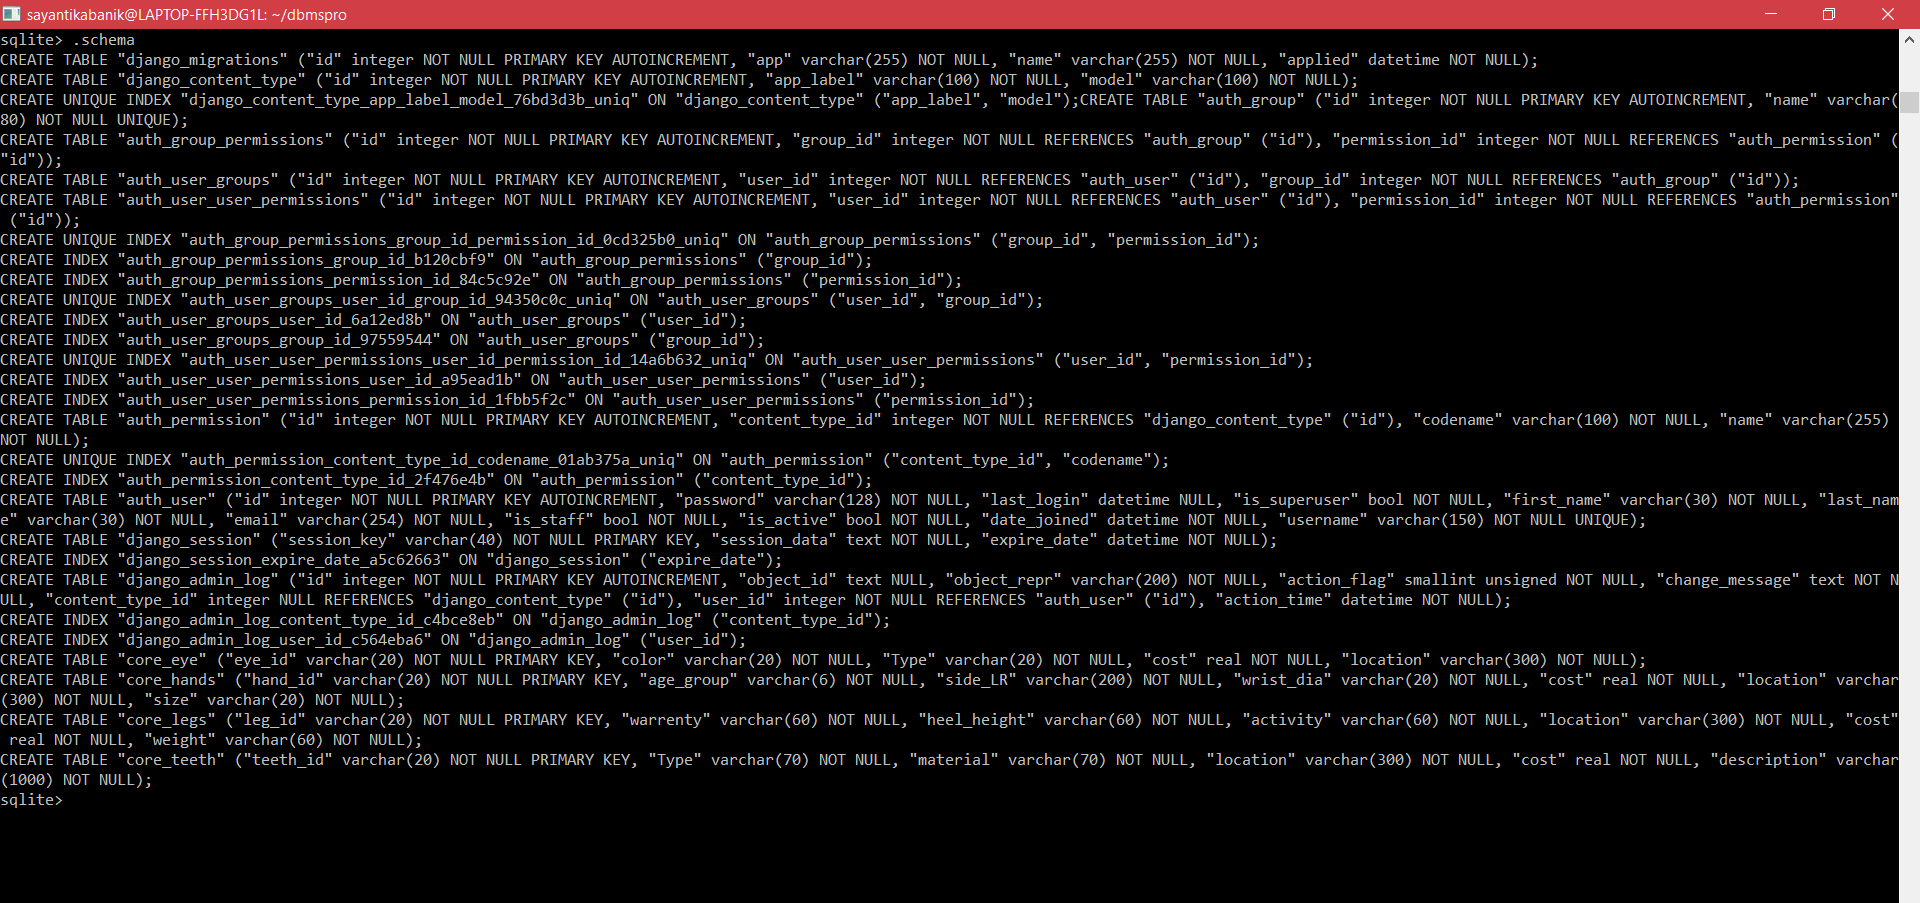 sayantikabanik@LAPTOP-FFH3DG1L: ~/dbmspro
sqlite> .schema
CREATE TABLE "django_migrations" ("id" integer NOT NULL PRIMARY KEY AUTOINCREMENT, "app" varchar(255) NOT NULL, "name" varchar(255) NOT NULL, "applied" datetime NOT NULL);
CREATE TABLE "django_content_type" ("id" integer NOT NULL PRIMARY KEY AUTOINCREMENT, "app_label" varchar(100) NOT NULL, "model" varchar(100) NOT NULL);
CREATE UNIQUE INDEX "django_content_type_app_label_model_76bd3d3b_uniq" ON "django_content_type" ("app_label", "model");CREATE TABLE "auth_group" ("id" integer NOT NULL PRIMARY KEY AUTOINCREMENT, "name" varchar(
80) NOT NULL UNIQUE);
CREATE TABLE "auth_group_permissions" ("id" integer NOT NULL PRIMARY KEY AUTOINCREMENT, "group_id" integer NOT NULL REFERENCES "auth_group" ("id"), "permission_id" integer NOT NULL REFERENCES "auth_permission" (
"id"));
CREATE TABLE "auth_user_groups" ("id" integer NOT NULL PRIMARY KEY AUTOINCREMENT, "user_id" integer NOT NULL REFERENCES "auth_user" ("id"), "group_id" integer NOT NULL REFERENCES "auth_group" ("id"));
CREATE TABLE "auth_user_user_permissions" ("id" integer NOT NULL PRIMARY KEY AUTOINCREMENT, "user_id" integer NOT NULL REFERENCES "auth_user" ("id"), "permission_id" integer NOT NULL REFERENCES "auth_permission"
("id"));
CREATE UNIQUE INDEX "auth_group_permissions_group_id_permission_id_0cd325b0_uniq" ON "auth_group_permissions" ("group_id", "permission_id");
CREATE INDEX "auth_group_permissions_group_id_b120cbf9" ON "auth_group_permissions" ("group_id");
CREATE INDEX "auth_group_permissions_permission_id_84c5c92e" ON "auth_group_permissions" ("permission_id");
CREATE UNIQUE INDEX "auth_user_groups_user_id_group_id_94350c0c_uniq" ON "auth_user_groups" ("user_id", "group_id");
CREATE INDEX "auth_user_groups_user_id_6a12ed8b" ON "auth_user_groups" ("user_id");
CREATE INDEX "auth_user_groups_group_id_97559544" ON "auth_user_groups" ("group_id");
CREATE UNIQUE INDEX "auth_user_user_permissions_user_id_permission_id_14a6b632_uniq" ON "auth_user_user_permissions" ("user_id", "permission_id");
CREATE INDEX "auth_user_user_permissions_user_id_a95ead1b" ON "auth_user_user_permissions" ("user_id");
CREATE INDEX "auth_user_user_permissions_permission_id_1fbb5f2c" ON "auth_user_user_permissions" ("permission_id");
CREATE TABLE "auth_permission" ("id" integer NOT NULL PRIMARY KEY AUTOINCREMENT, "content_type_id" integer NOT NULL REFERENCES "django_content_type" ("id"), "codename" varchar(100) NOT NULL, "name" varchar(255)
NOT NULL);
CREATE UNIQUE INDEX "auth_permission_content_type_id_codename_01ab375a_uniq" ON "auth_permission" ("content_type_id", "codename");
CREATE INDEX "auth_permission_content_type_id_2f476e4b" ON "auth_permission" ("content_type_id");
CREATE TABLE "auth_user" ("id" integer NOT NULL PRIMARY KEY AUTOINCREMENT, "password" varchar(128) NOT NULL, "last_login" datetime NULL, "is_superuser" bool NOT NULL, "first_name" varchar(30) NOT NULL, "last_nam
e" varchar(30) NOT NULL, "email" varchar(254) NOT NULL, "is_staff" bool NOT NULL, "is_active" bool NOT NULL, "date_joined" datetime NOT NULL, "username" varchar(150) NOT NULL UNIQUE);
CREATE TABLE "django_session" ("session_key" varchar(40) NOT NULL PRIMARY KEY, "session_data" text NOT NULL, "expire_date" datetime NOT NULL);
CREATE INDEX "django_session_expire_date_a5c62663" ON "django_session" ("expire_date");
CREATE TABLE "django_admin_log" ("id" integer NOT NULL PRIMARY KEY AUTOINCREMENT, "object_id" text NULL, "object_repr" varchar(200) NOT NULL, "action_flag" smallint unsigned NOT NULL, "change_message" text NOT N
ULL, "content_type_id" integer NULL REFERENCES "django_content_type" ("id"), "user_id" integer NOT NULL REFERENCES "auth_user" ("id"), "action_time" datetime NOT NULL);
CREATE INDEX "django_admin_log_content_type_id_c4bce8eb" ON "django_admin_log" ("content_type_id");
CREATE INDEX "django_admin_log_user_id_c564eba6" ON "django_admin_log" ("user_id");
CREATE TABLE "core_eye" ("eye_id" varchar(20) NOT NULL PRIMARY KEY, "color" varchar(20) NOT NULL, "Type" varchar(20) NOT NULL, "cost" real NOT NULL, "location" varchar(300) NOT NULL);
CREATE TABLE "core_hands" ("hand_id" varchar(20) NOT NULL PRIMARY KEY, "age_group" varchar(6) NOT NULL, "side_LR" varchar(200) NOT NULL, "wrist_dia" varchar(20) NOT NULL, "cost" real NOT NULL, "location" varchar
(300) NOT NULL, "size" varchar(20) NOT NULL);
CREATE TABLE "core_legs" ("leg_id" varchar(20) NOT NULL PRIMARY KEY, "warrenty" varchar(60) NOT NULL, "heel_height" varchar(60) NOT NULL, "activity" varchar(60) NOT NULL, "location" varchar(300) NOT NULL, "cost"
real NOT NULL, "weight" varchar(60) NOT NULL);
CREATE TABLE "core_teeth" ("teeth_id" varchar(20) NOT NULL PRIMARY KEY, "Type" varchar(70) NOT NULL, "material" varchar(70) NOT NULL, "location" varchar(300) NOT NULL, "cost" real NOT NULL, "description" varchar
(1000) NOT NULL);
sqlite>